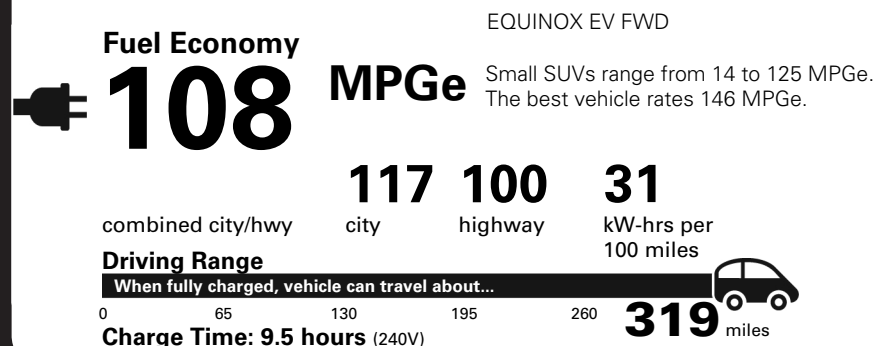 EQUINOX EV FWD
Fuel Economy
108 MPGe
Small SUVs range from 14 to 125 MPGe.
The best vehicle rates 146 MPGe.
117 100 31
combined city/hwy city highway kW-hrs per
100 miles
Driving Range
When fully charged, vehicle can travel about...
0 65 130 195 260 319 miles
Charge Time: 9.5 hours (240V)